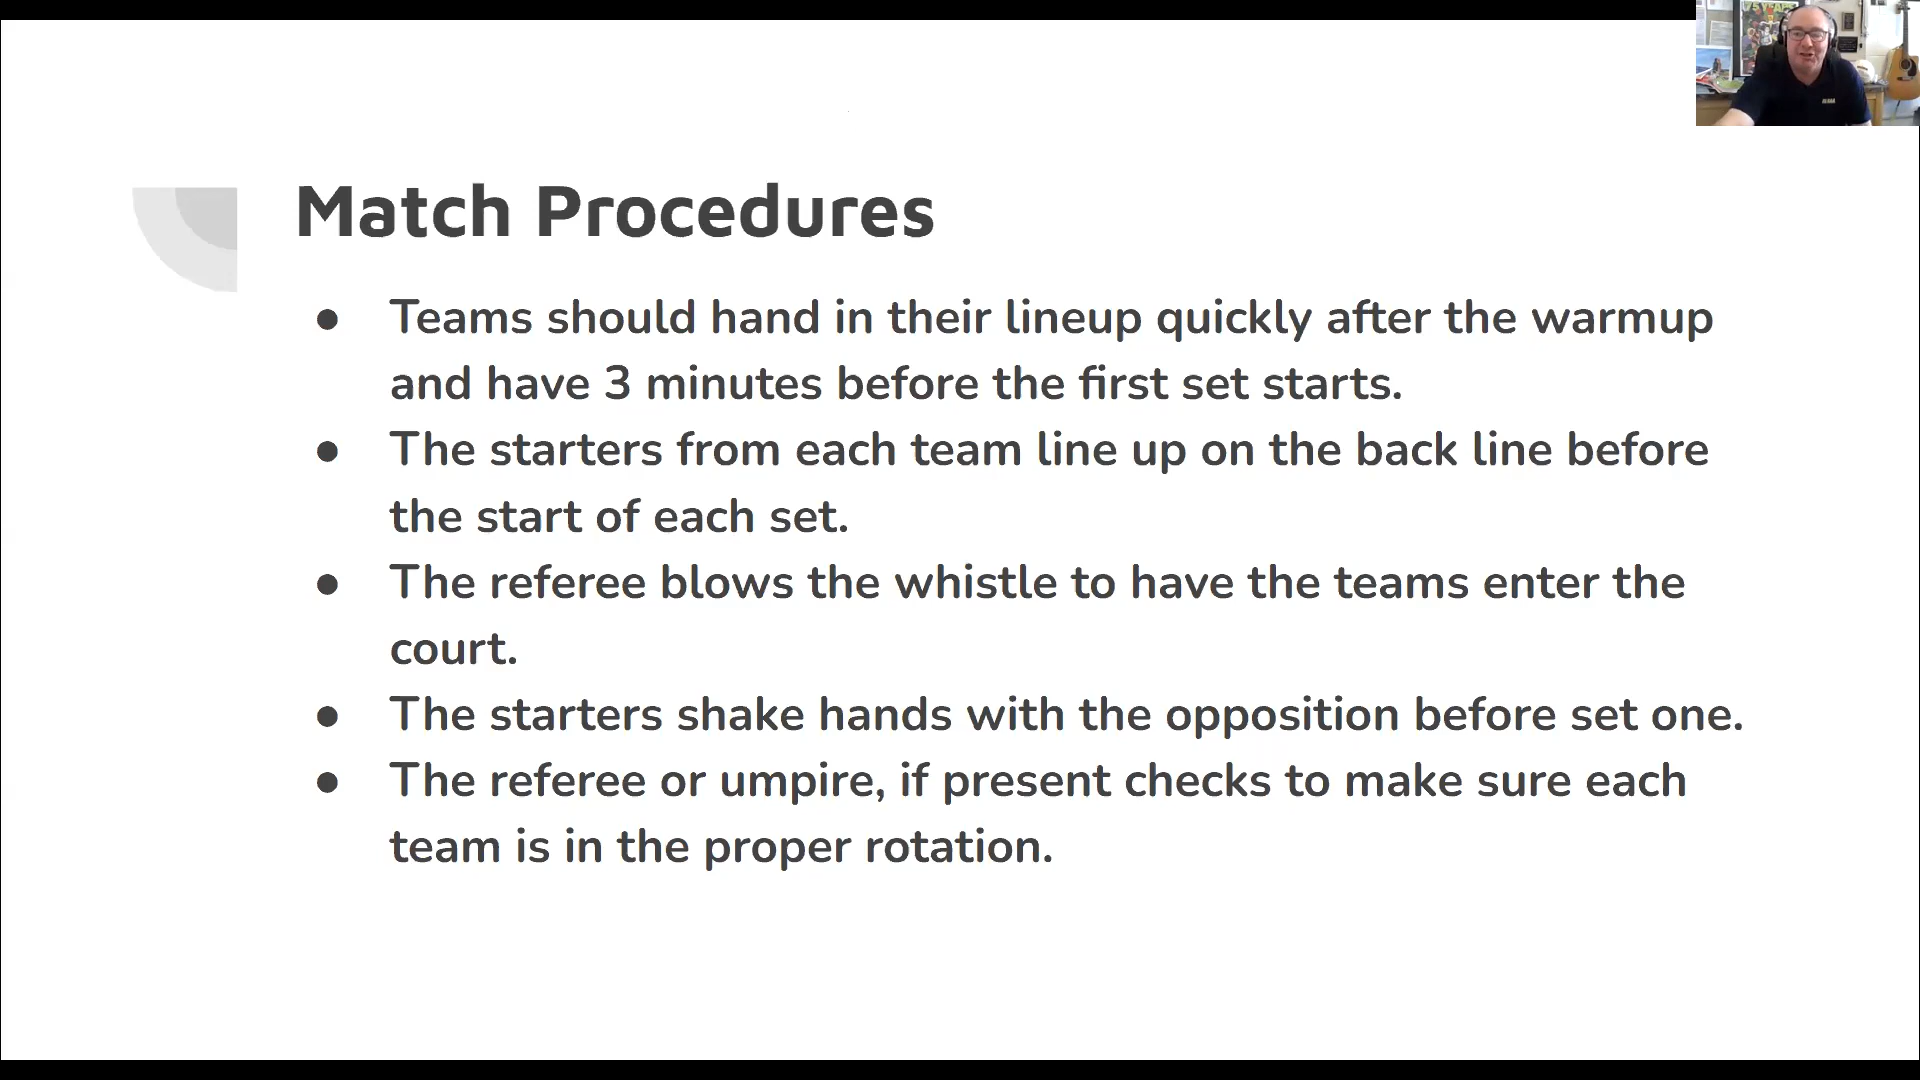 Match Procedures
● Teams should hand in their lineup quickly after the warmup
and have 3 minutes before the first set starts.
● The starters from each team line up on the back line before
the start of each set.
● The referee blows the whistle to have the teams enter the
court.
● The starters shake hands with the opposition before set one.
● The referee or umpire, if present checks to make sure each
team is in the proper rotation.